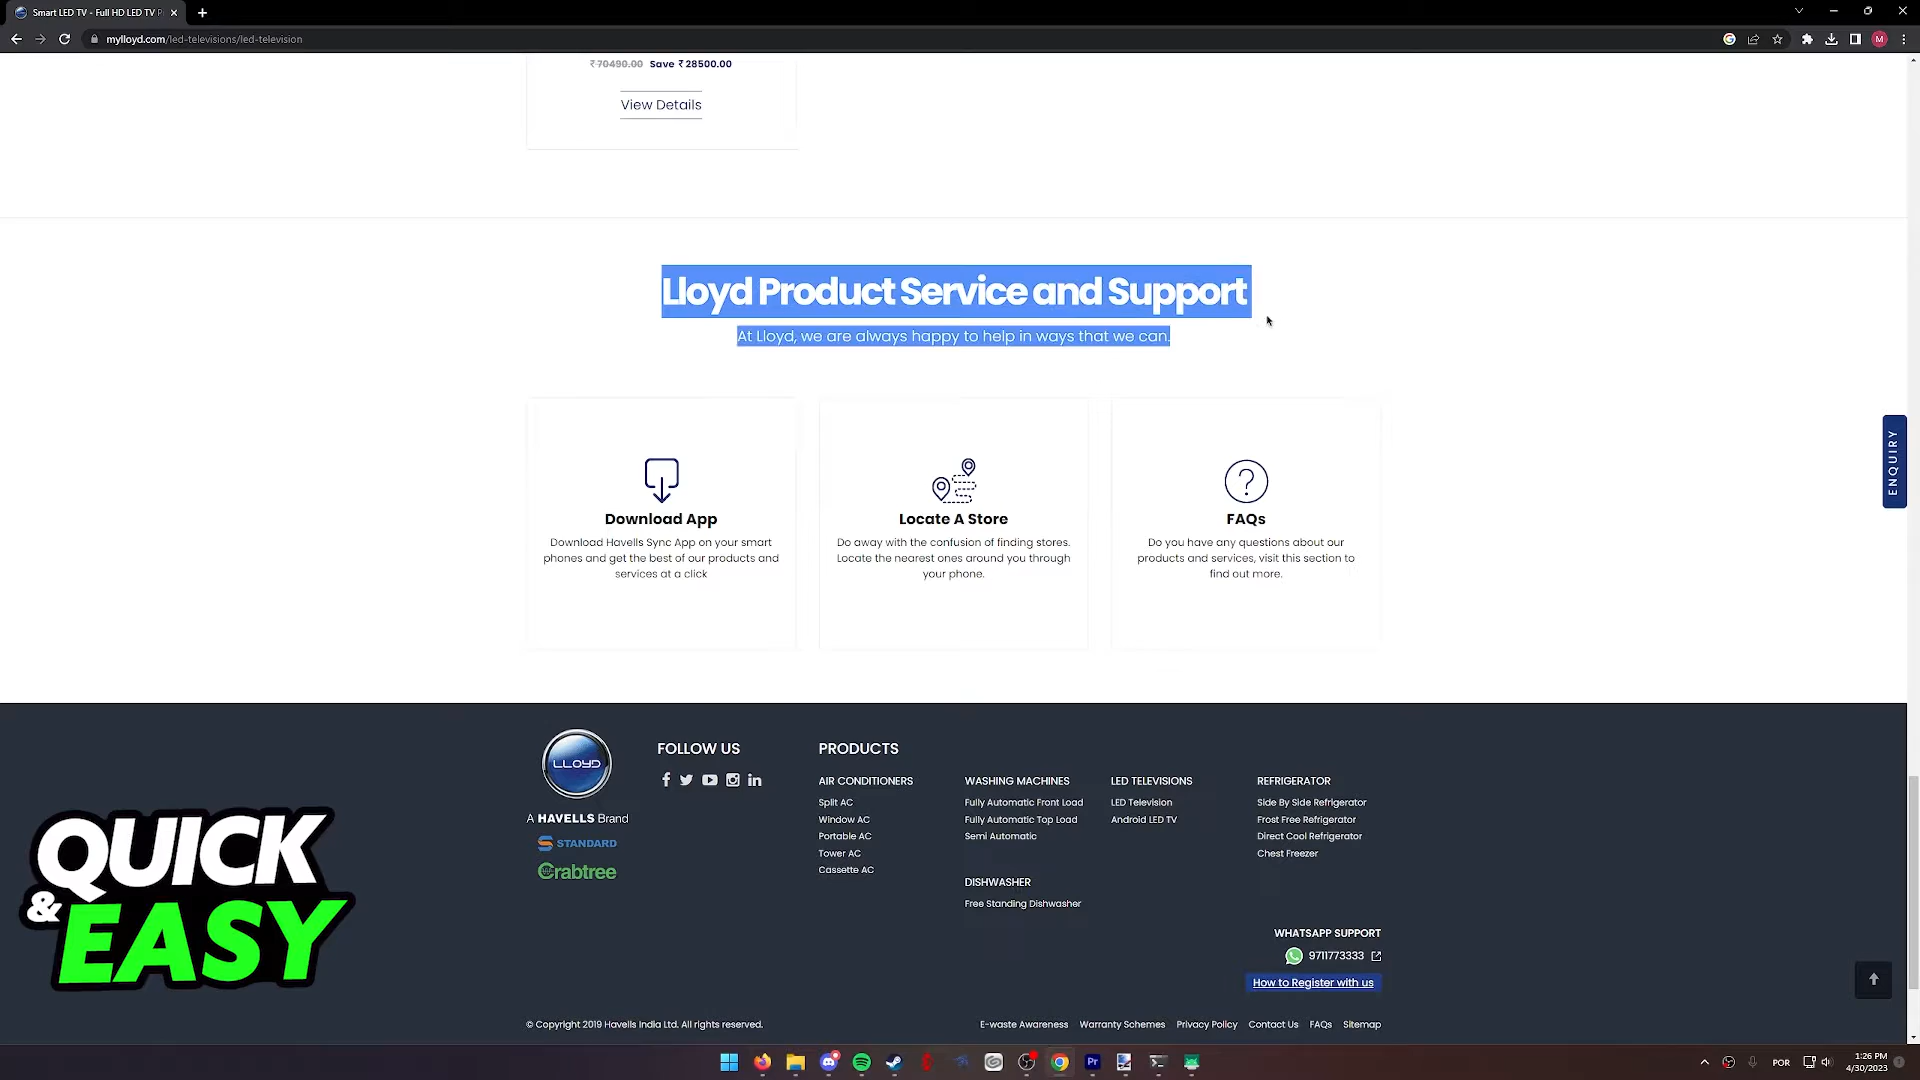 Smart LED TV - Full HD LED TV P
mylloyd.com/led-televisions/led-television
M
₹70490.00 Save ₹28500.00
View Details
Lloyd Product Service and Support
At Lloyd, we are always happy to help in ways that we can.
ENQUIRY
Download App
Download Havells Sync App on your smart
phones and get the best of our products and
services at a click
Locate A Store
Do away with the confusion of finding stores.
Locate the nearest ones around you through
your phone.
FAQs
Do you have any questions about our
products and services, visit this section to
find out more.
LLOYD
A HAVELLS Brand
STANDARD
Crabtree
FOLLOW US
PRODUCTS
AIR CONDITIONERS
Split AC
Window AC
Portable AC
Tower AC
Cassette AC
WASHING MACHINES
Fully Automatic Front Load
Fully Automatic Top Load
Semi Automatic
DISHWASHER
Free Standing Dishwasher
LED TELEVISIONS
LED Television
Android LED TV
REFRIGERATOR
Side By Side Refrigerator
Frost Free Refrigerator
Direct Cool Refrigerator
Chest Freezer
WHATSAPP SUPPORT
9711773333
How to Register with us
© Copyright 2019 Havells India Ltd. All rights reserved.
E-waste Awareness Warranty Schemes Privacy Policy Contact Us FAQs Sitemap
QUICK
& EASY
Pr
POR
1:26 PM
4/30/2023